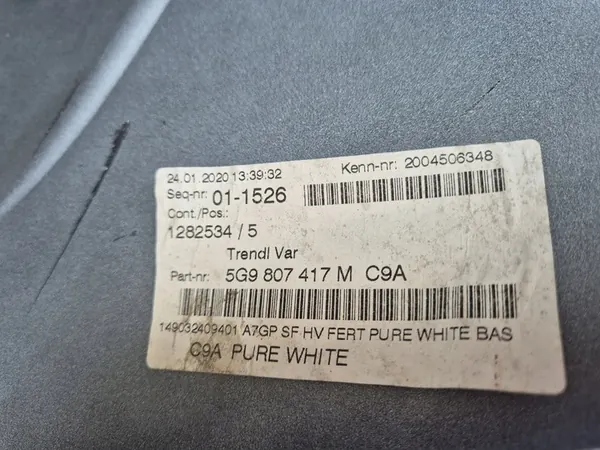 24.01.2020 13:39:32 Kenn-nr: 2004506348
Seq-nr: 01-1526
Cont./Pos.:
1282534 / 5
Trendl Var
Part-nr: 5G9 807 417 M C9A
149032409401 A7GP SF HV FERT PURE WHITE BAS
C9A PURE WHITE